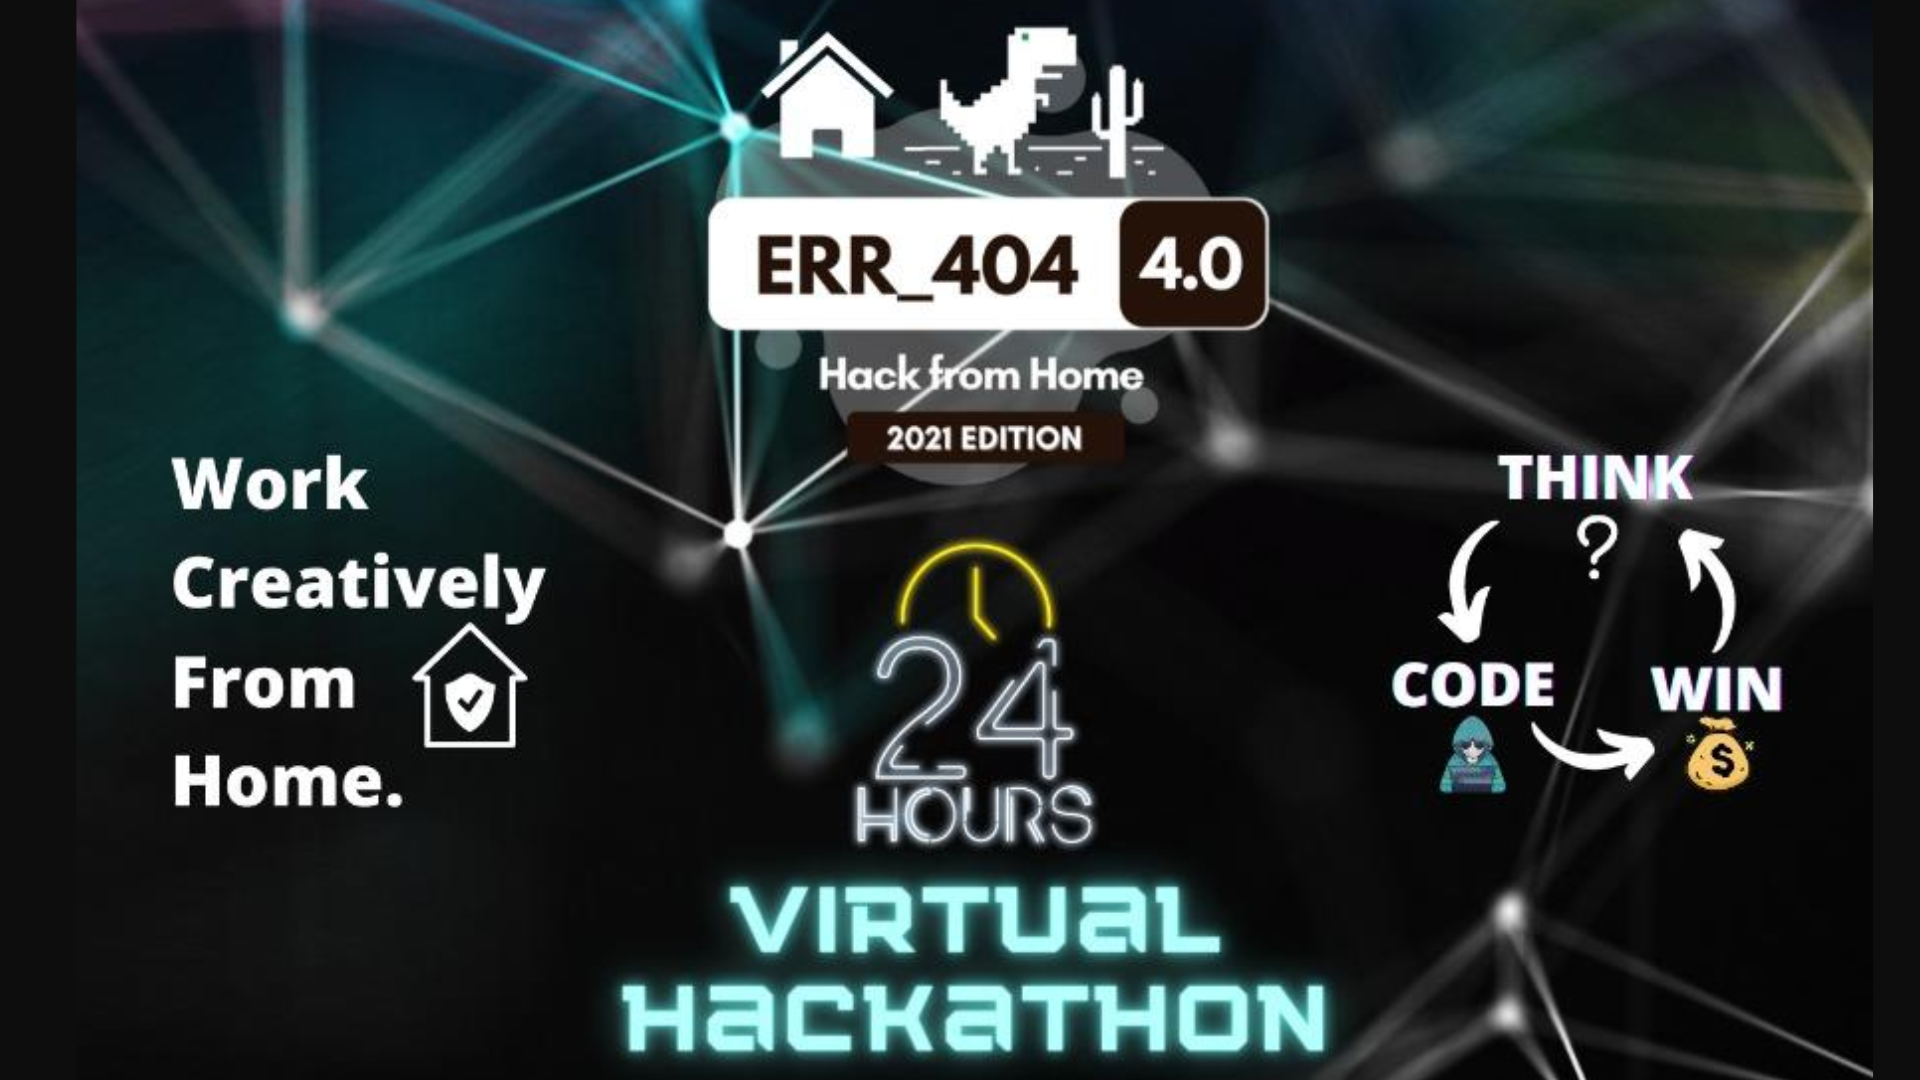 ERR_404 4.0
Hack from Home
2021 EDITION
Work
Creatively
From
Home.
24
HOURS
VIRTUAL
HACKATHON
THINK
?
CODE
WIN
$